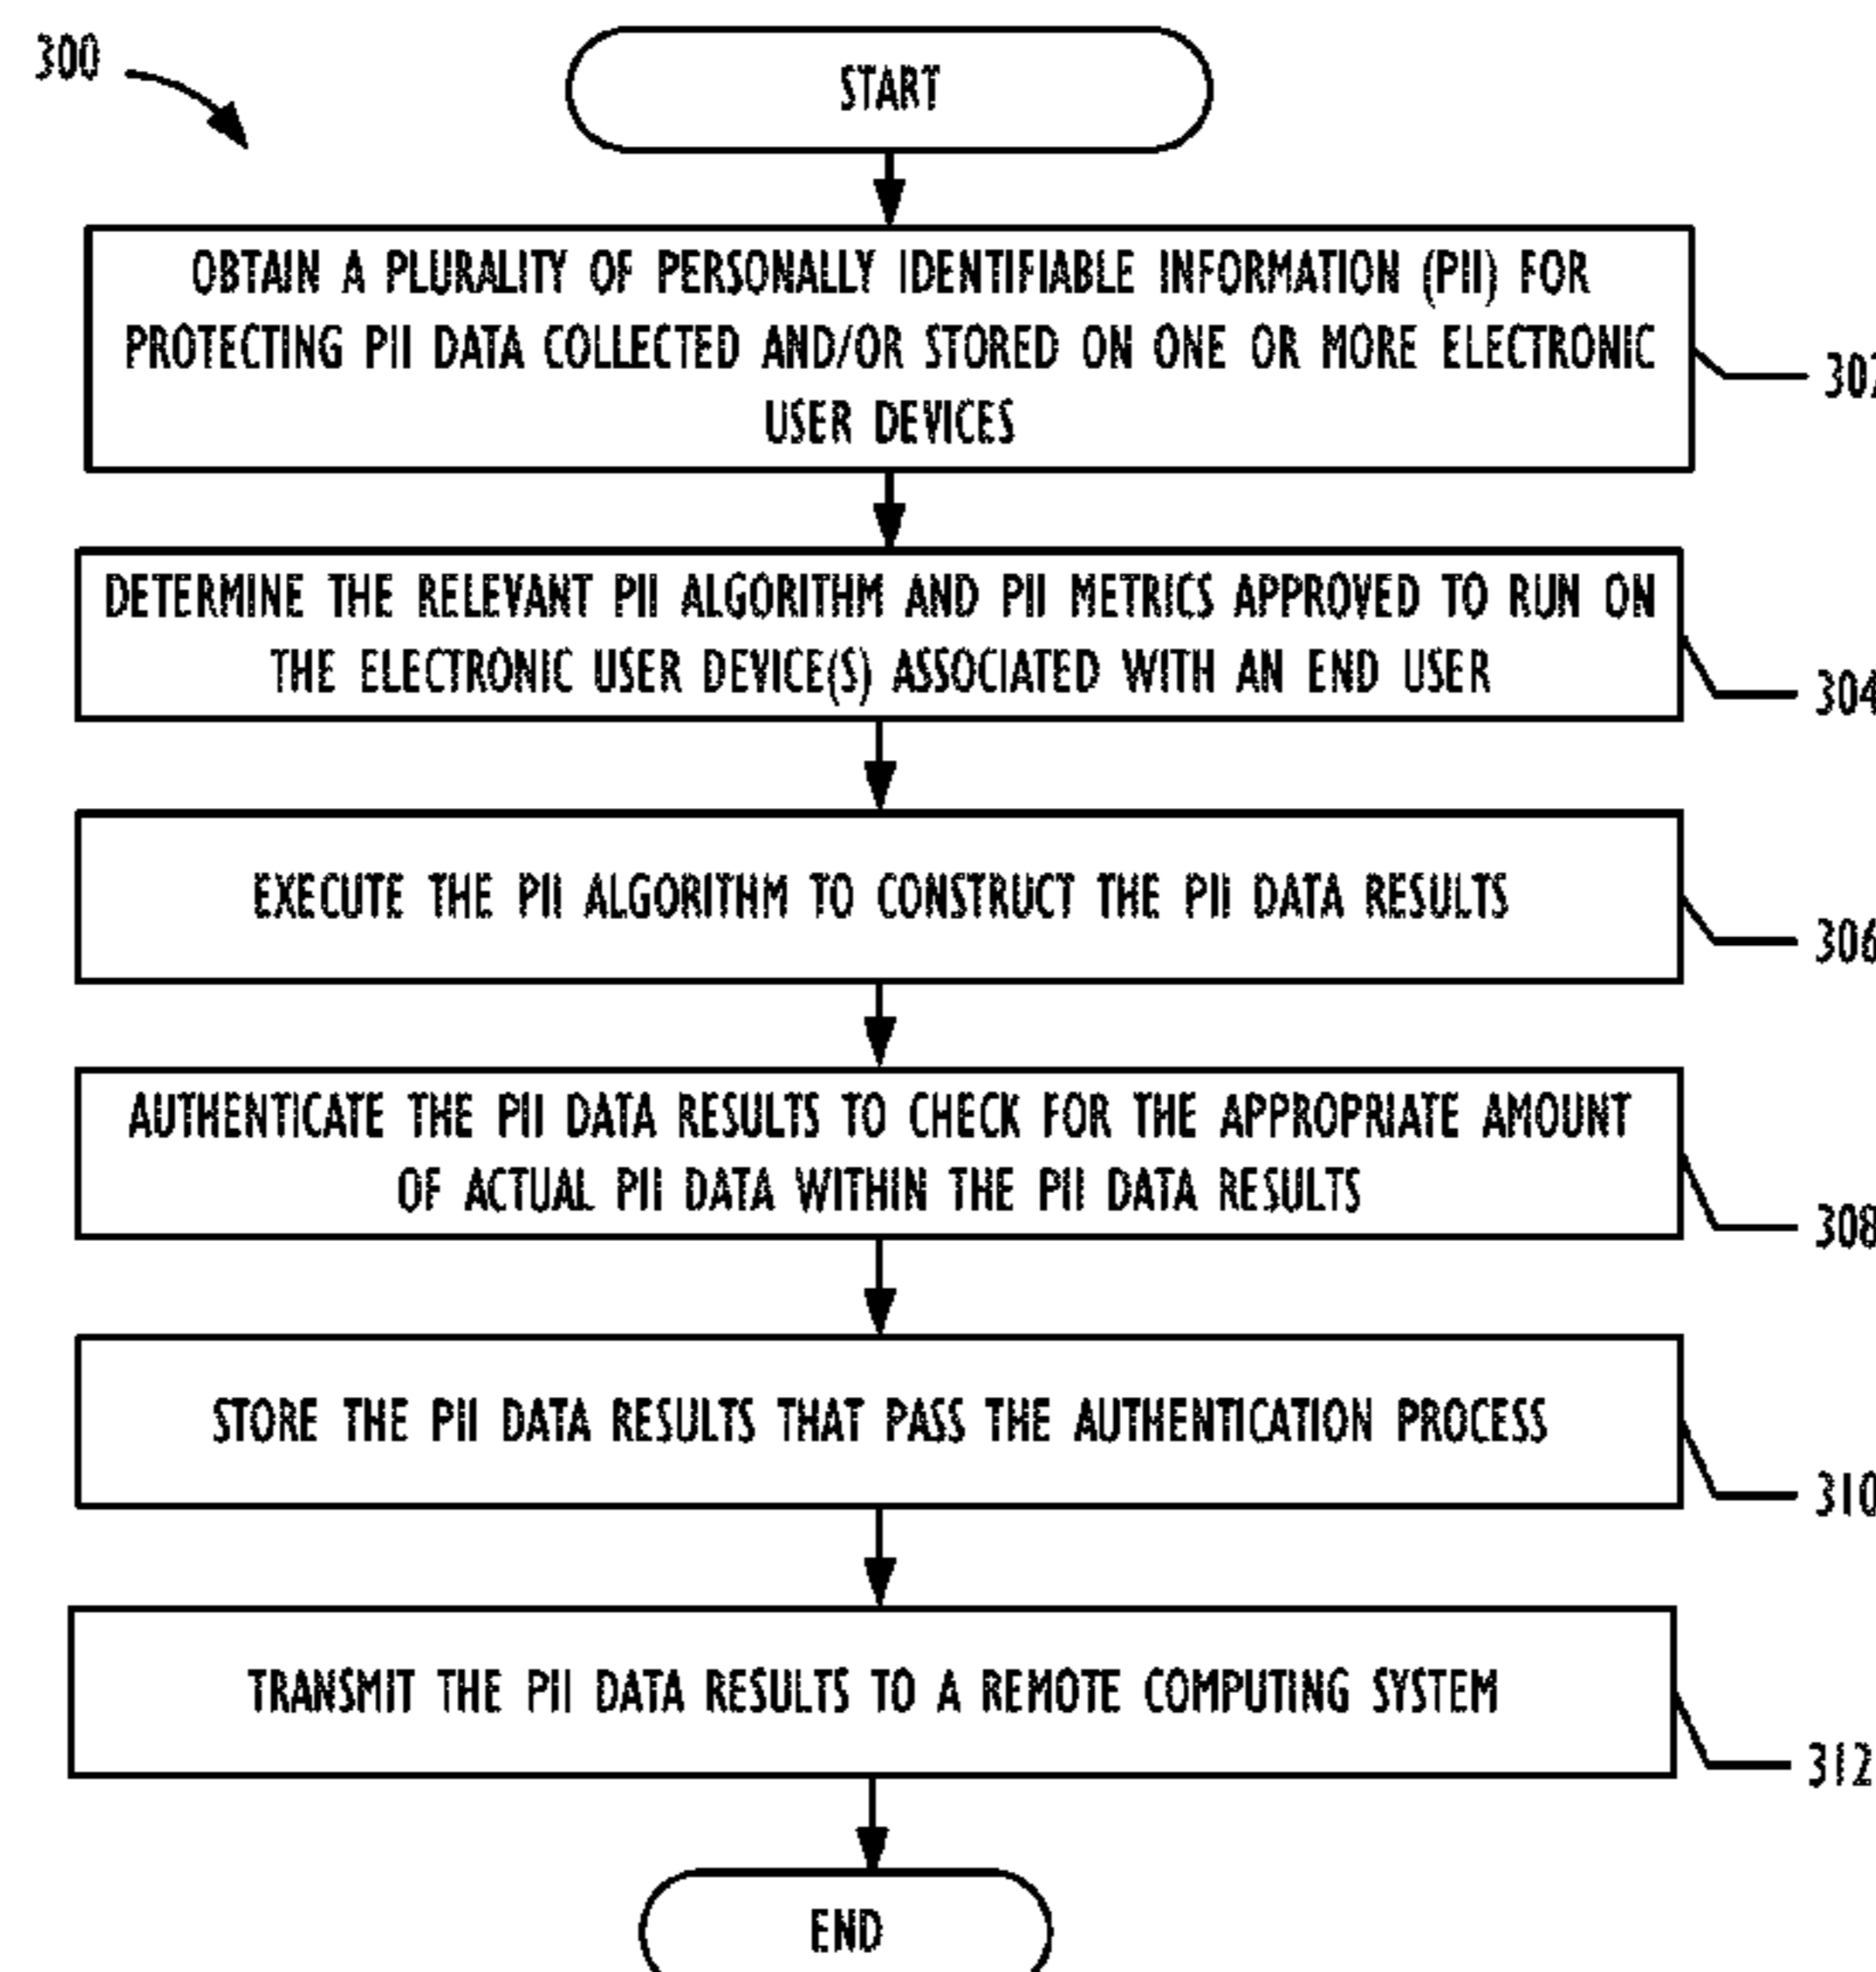 300
START
OBTAIN A PLURALITY OF PERSONALLY IDENTIFIABLE INFORMATION (PII) FOR
PROTECTING PII DATA COLLECTED AND/OR STORED ON ONE OR MORE ELECTRONIC
USER DEVICES
302
DETERMINE THE RELEVANT PII ALGORITHM AND PII METRICS APPROVED TO RUN ON
THE ELECTRONIC USER DEVICE(S) ASSOCIATED WITH AN END USER
304
EXECUTE THE PII ALGORITHM TO CONSTRUCT THE PII DATA RESULTS
306
AUTHENTICATE THE PII DATA RESULTS TO CHECK FOR THE APPROPRIATE AMOUNT
OF ACTUAL PII DATA WITHIN THE PII DATA RESULTS
308
STORE THE PII DATA RESULTS THAT PASS THE AUTHENTICATION PROCESS
310
TRANSMIT THE PII DATA RESULTS TO A REMOTE COMPUTING SYSTEM
312
END